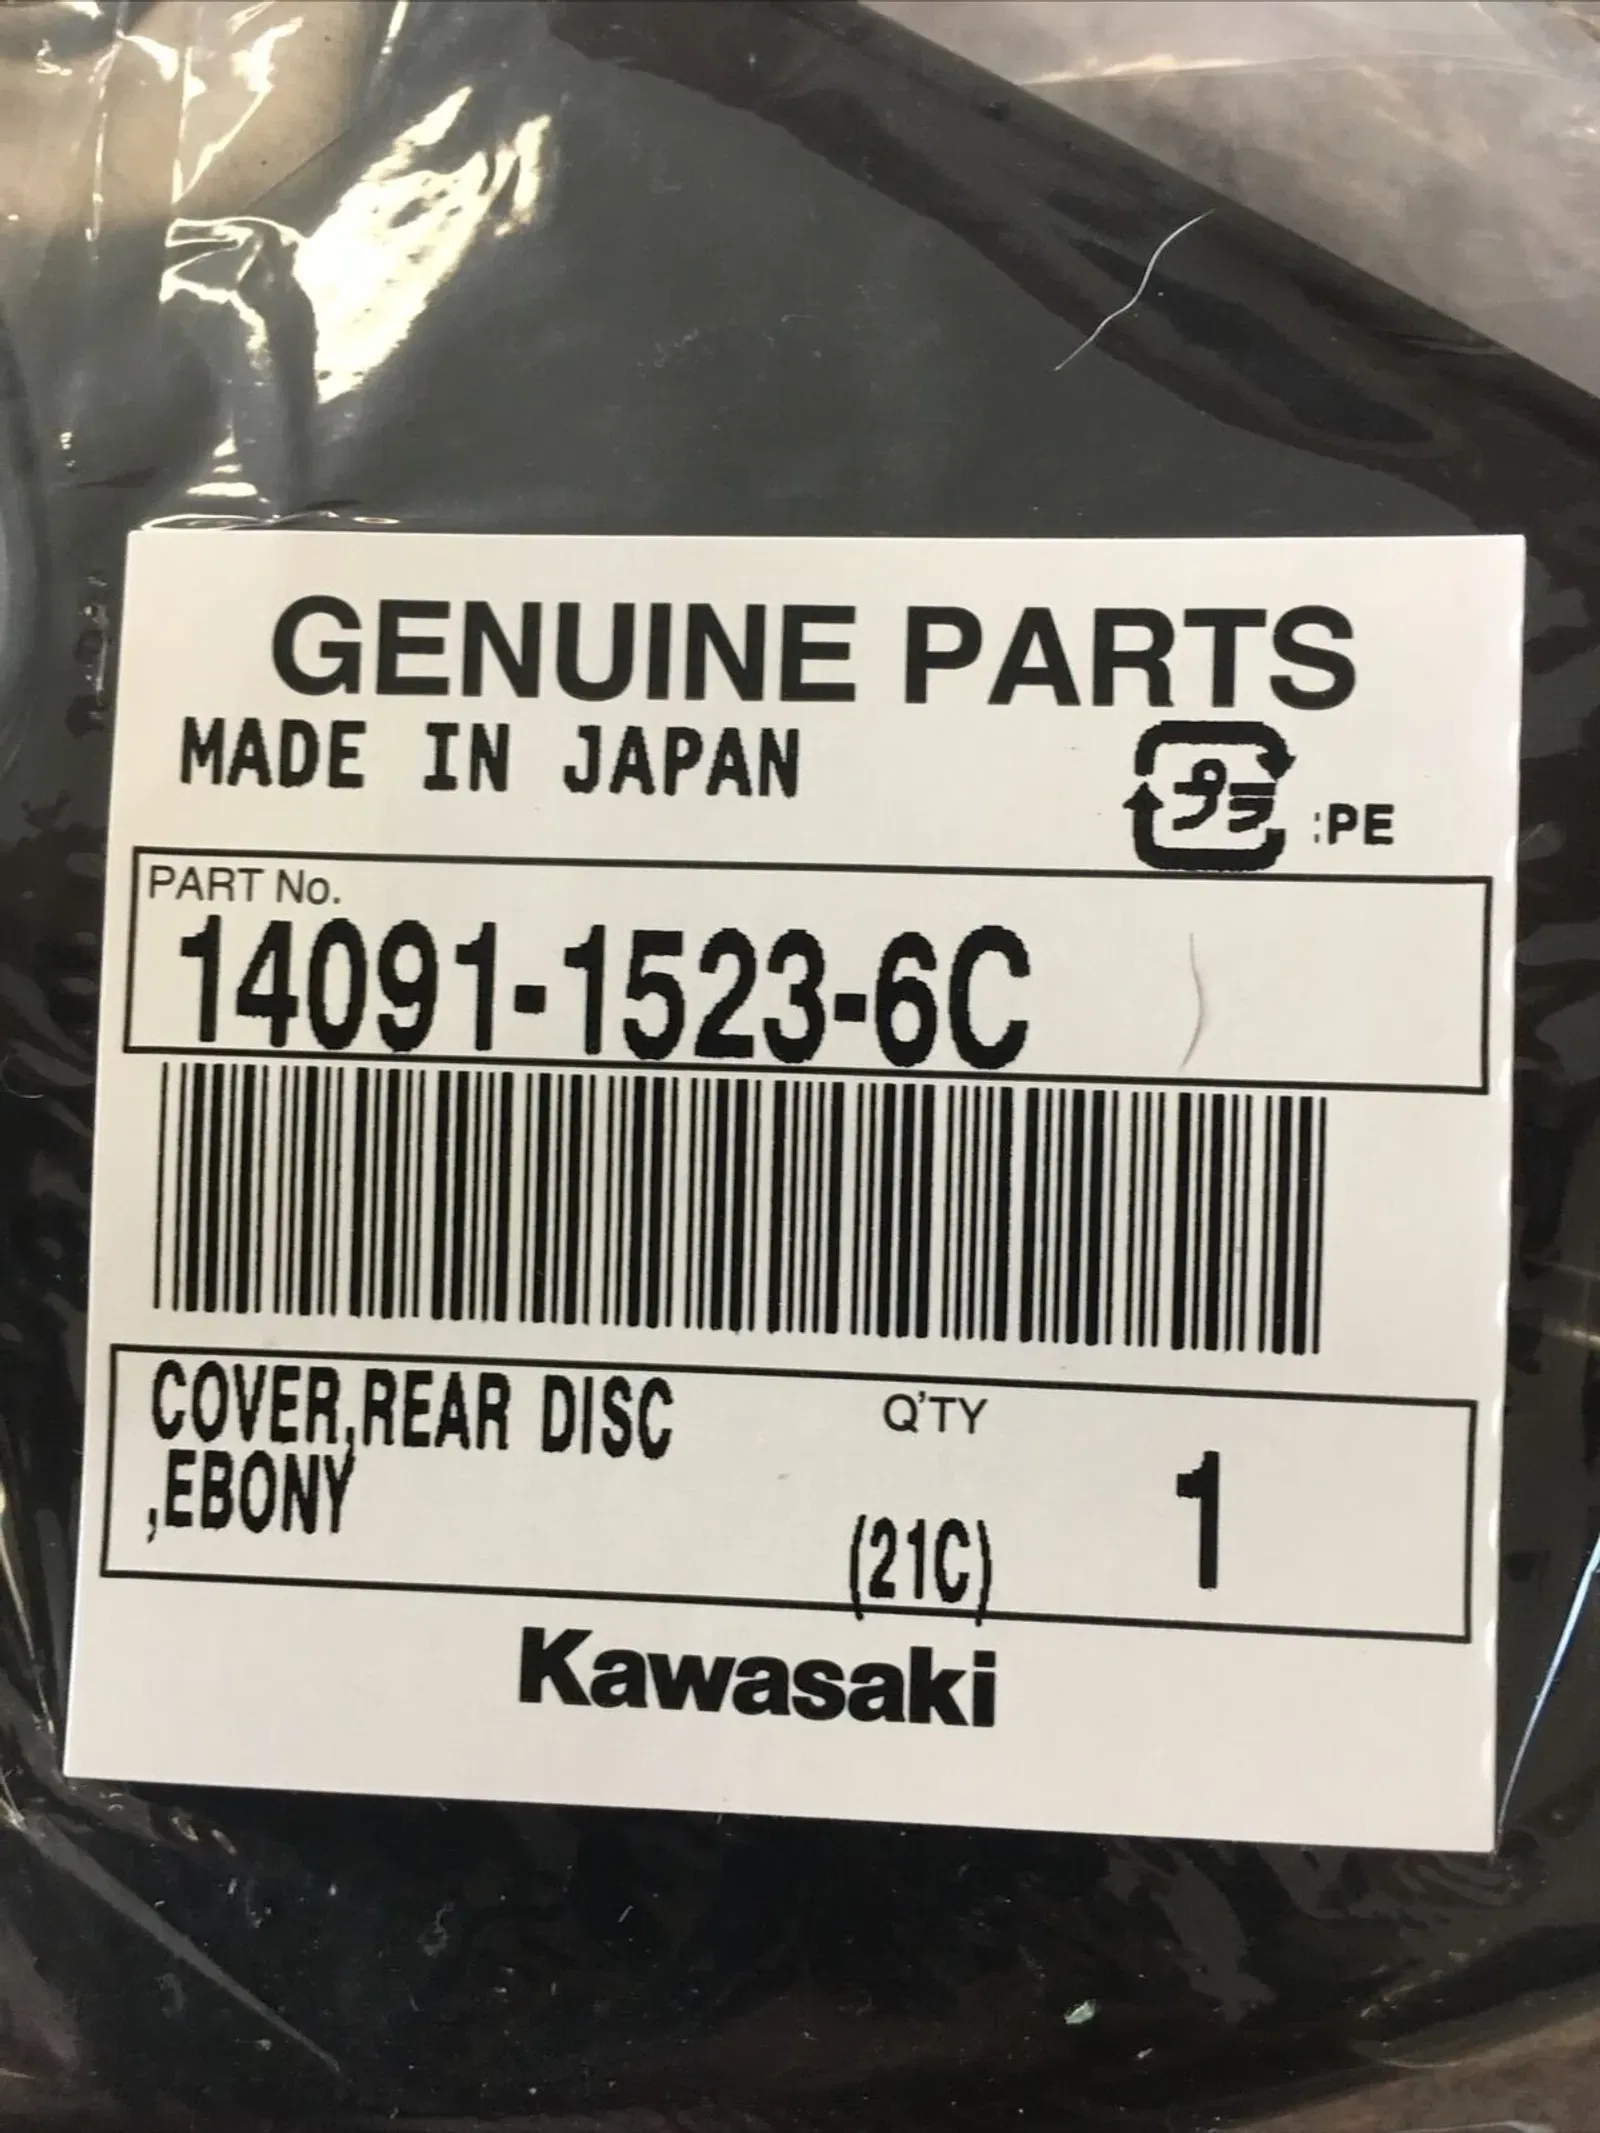 GENUINE PARTS
MADE IN JAPAN
プラ :PE
PART No.
14091-1523-6C
COVER,REAR DISC
,EBONY
Q'TY
(21C)
1
Kawasaki